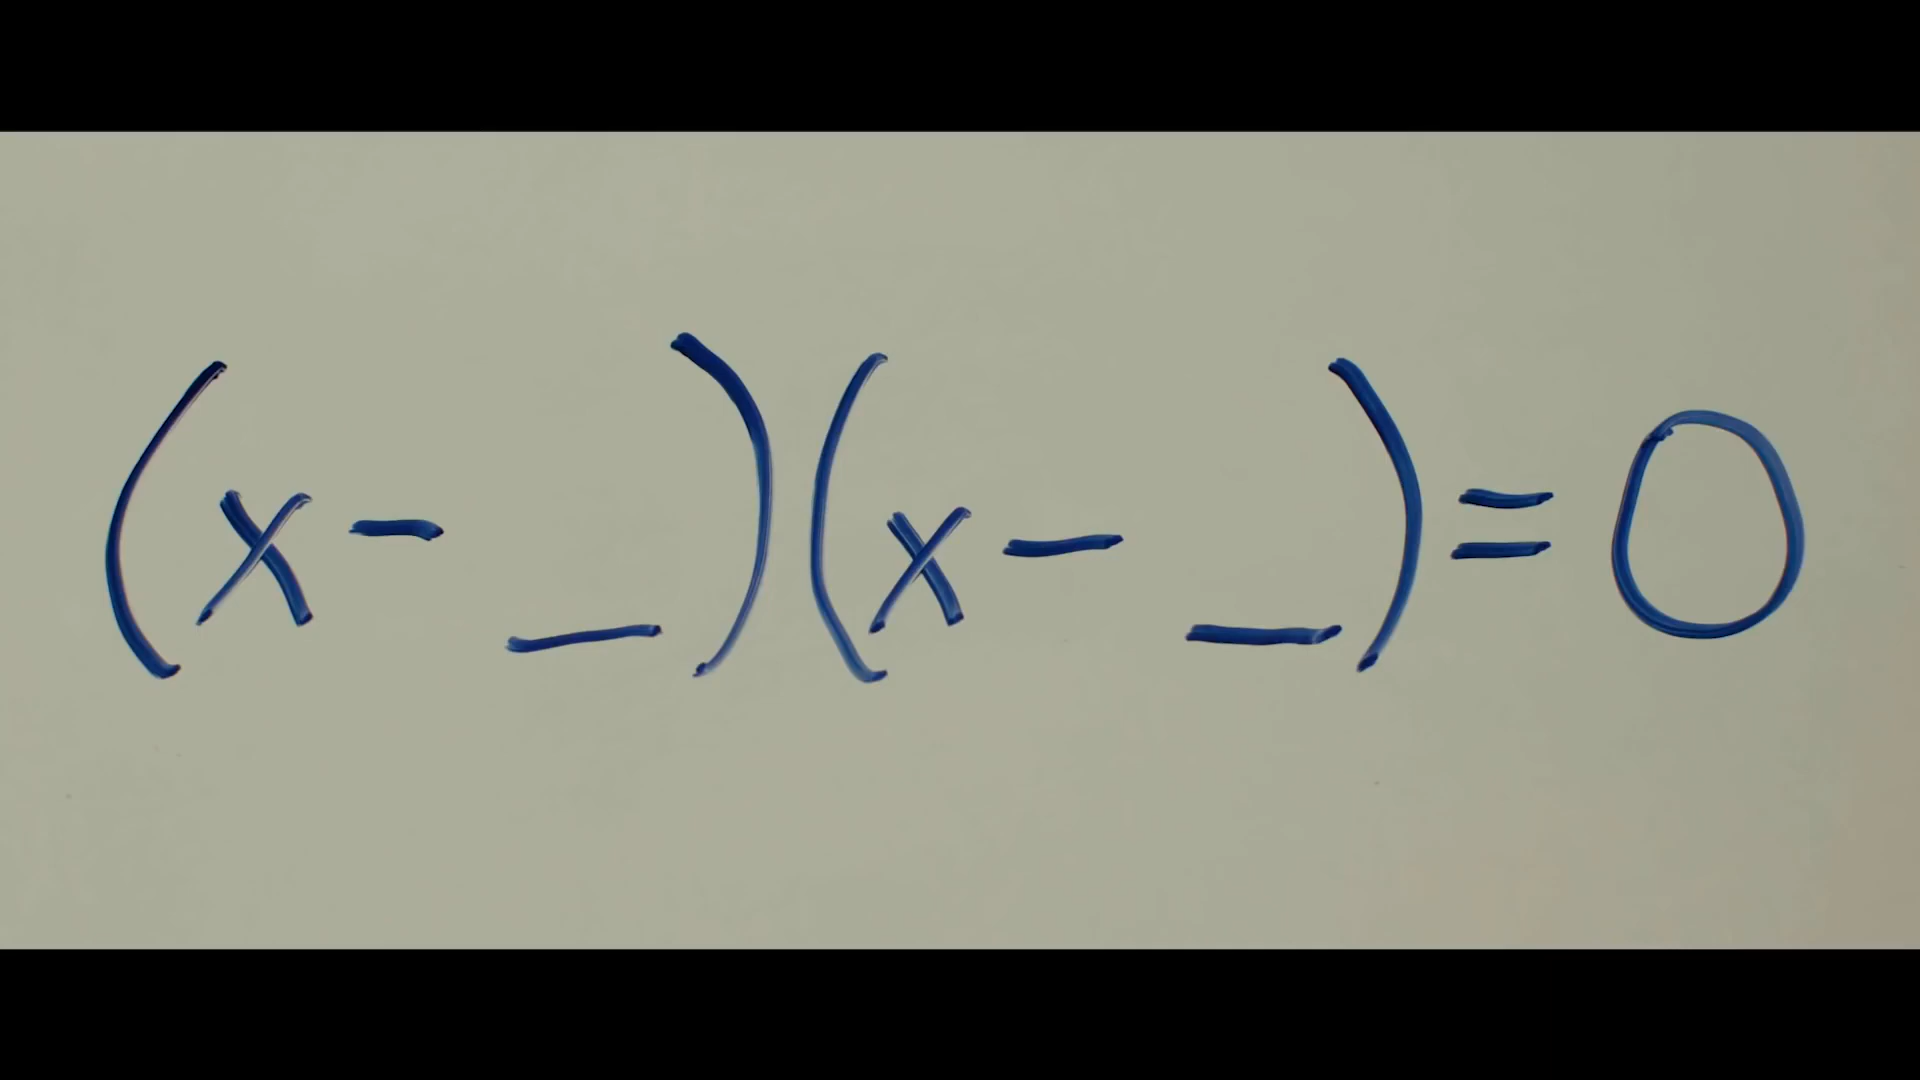 (x - _)(x - _) = 0